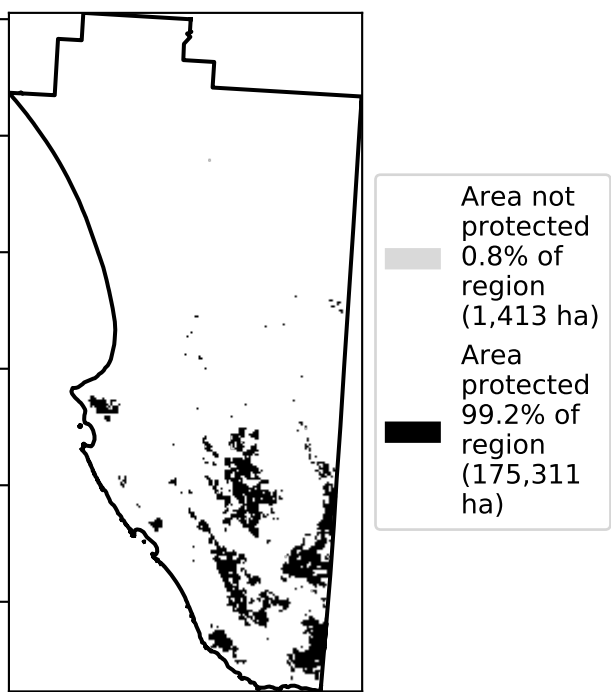 Area not
protected
0.8% of
region
(1,413 ha)
Area
protected
99.2% of
region
(175,311
ha)